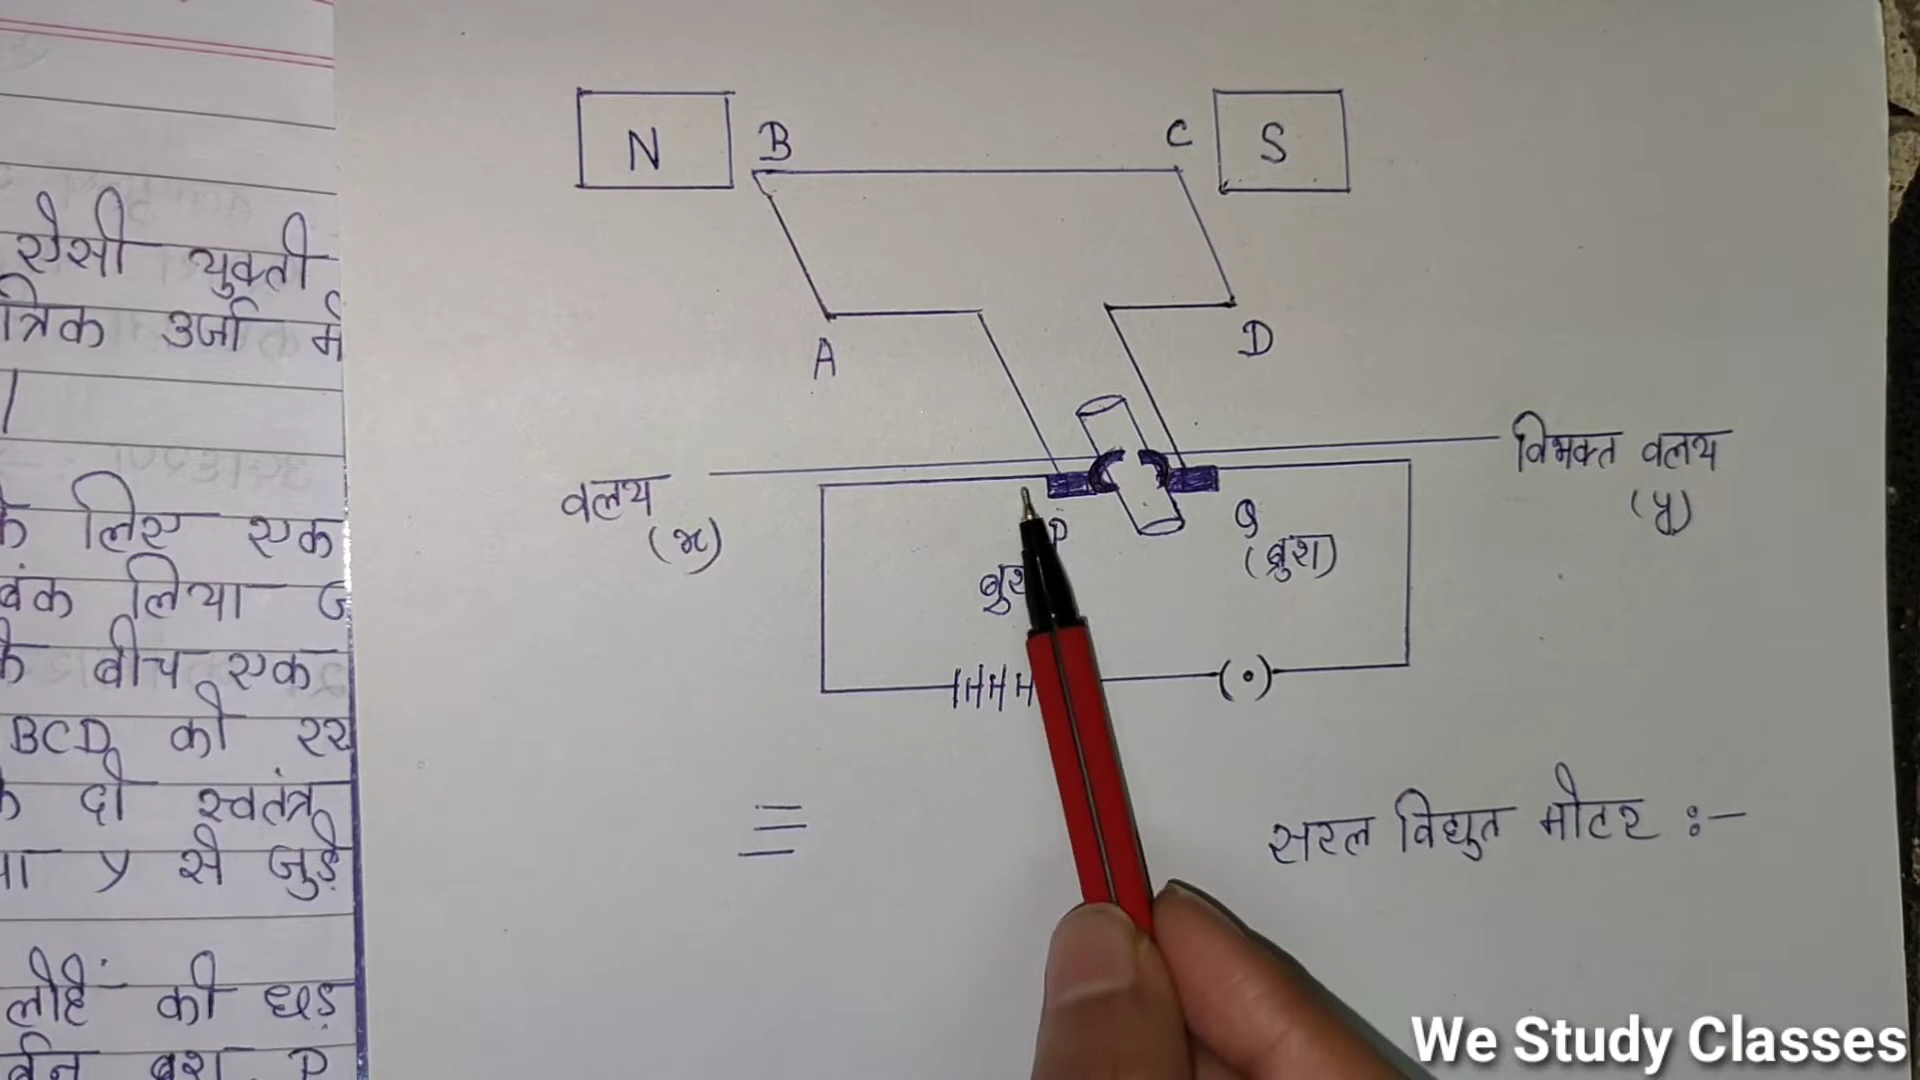 ऐसी युक्ती
त्रिक उर्जा में
के लिए एक
बंक लिया
के बीच एक
BCD को
के दो स्वतंत्र
y से जुड़े
लोहे की छड़
P
N
B
C
S
A
D
वलय
(x)
विभक्त वलय
(y)
P
Q
(ब्रुश)
सरल विद्युत मोटर :-
We Study Classes